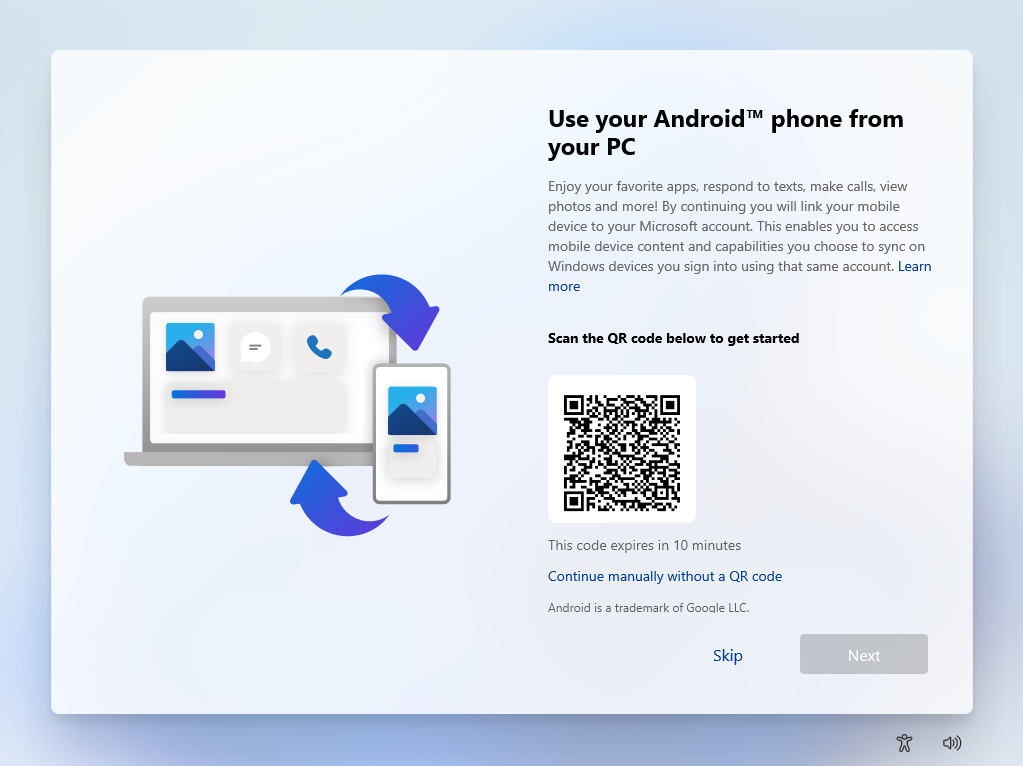 Use your Android™ phone from
your PC
Enjoy your favorite apps, respond to texts, make calls, view
photos and more! By continuing you will link your mobile
device to your Microsoft account. This enables you to access
mobile device content and capabilities you choose to sync on
Windows devices you sign into using that same account. Learn
more
Scan the QR code below to get started
This code expires in 10 minutes
Continue manually without a QR code
Android is a trademark of Google LLC.
Skip
Next